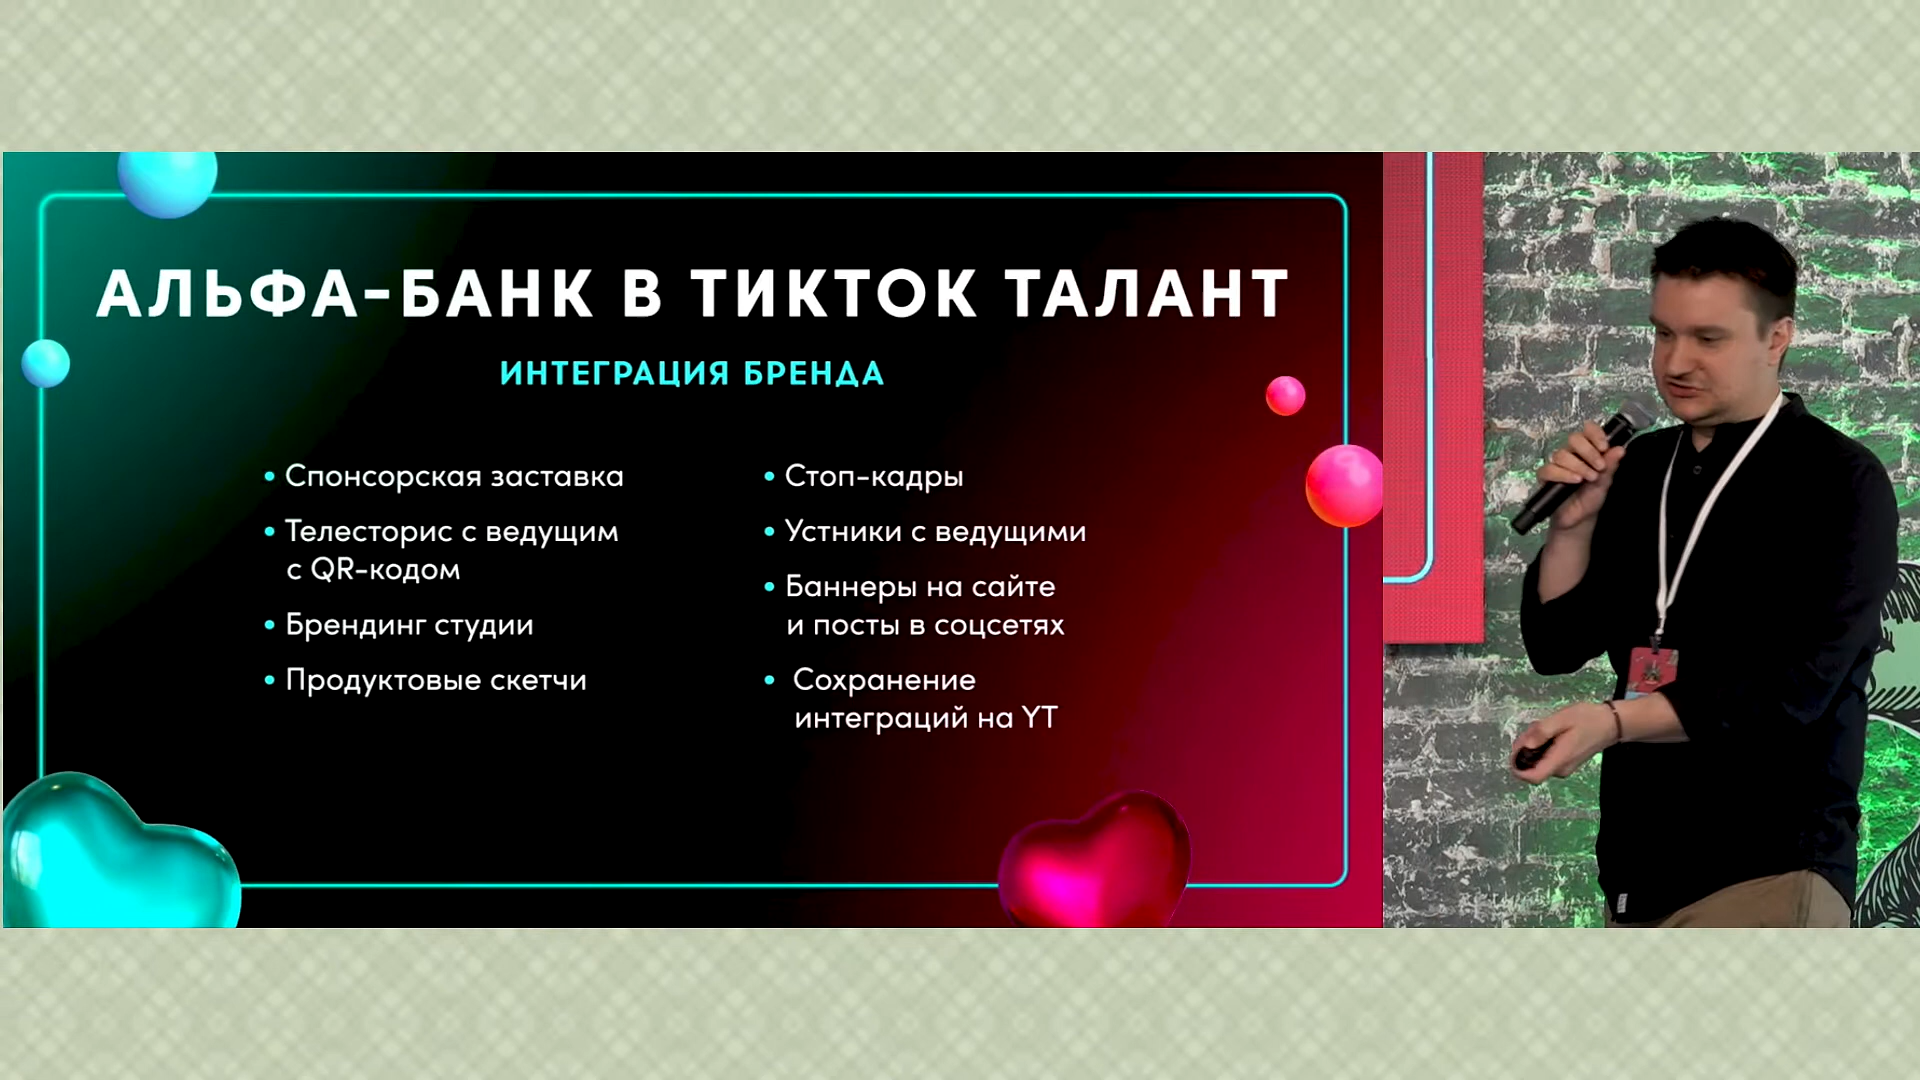 АЛЬФА-БАНК В ТИКТОК ТАЛАНТ
ИНТЕГРАЦИЯ БРЕНДА
• Спонсорская заставка
• Телесторис с ведущим
с QR-кодом
• Брендинг студии
• Продуктовые скетчи
• Стоп-кадры
• Устники с ведущими
• Баннеры на сайте
и посты в соцсетях
• Сохранение
интеграций на YT